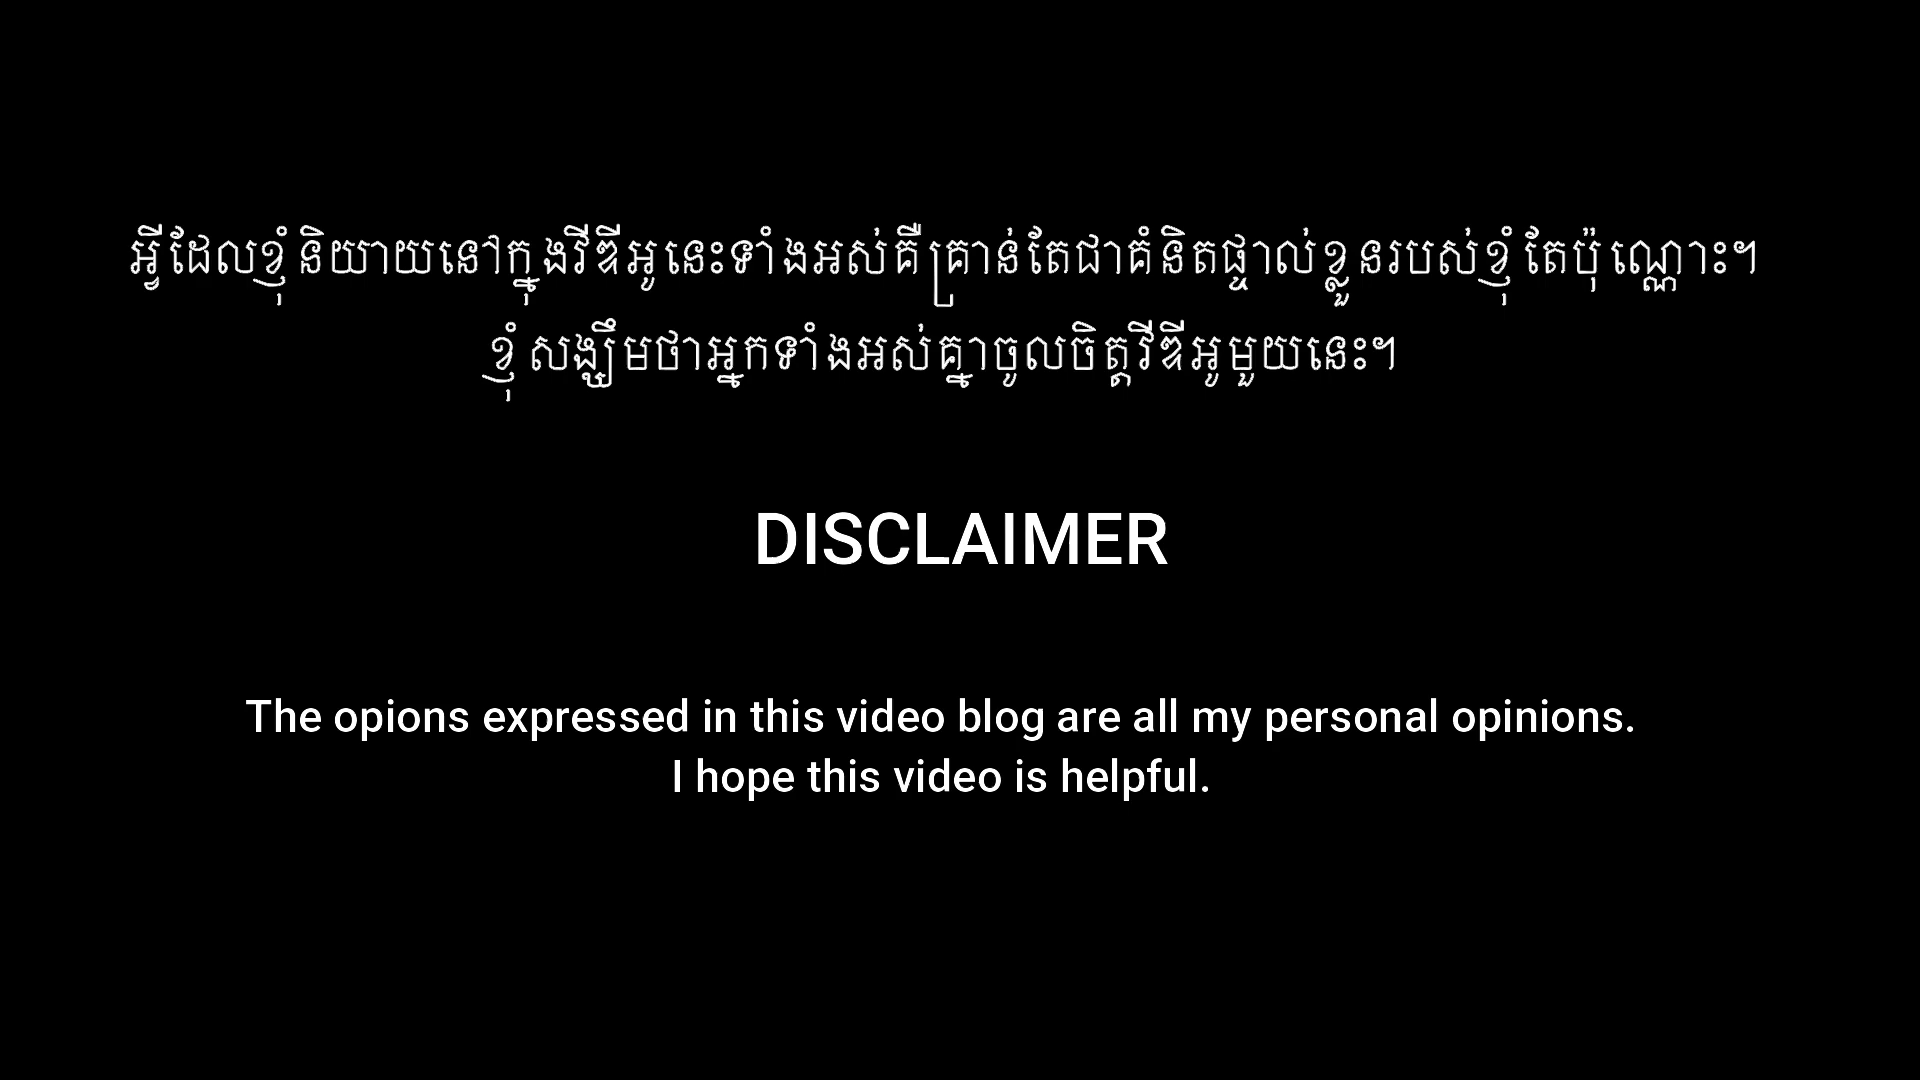 អ្វីដែលខ្ញុំនិយាយនៅក្នុងវីឌីអូនេះទាំងអស់គឺគ្រាន់តែជាគំនិតផ្ទាល់ខ្លួនរបស់ខ្ញុំតែប៉ុណ្ណោះ។
ខ្ញុំសង្ឃឹមថាអ្នកទាំងអស់គ្នាចូលចិត្តវីឌីអូមួយនេះ។
DISCLAIMER
The opions expressed in this video blog are all my personal opinions.
I hope this video is helpful.